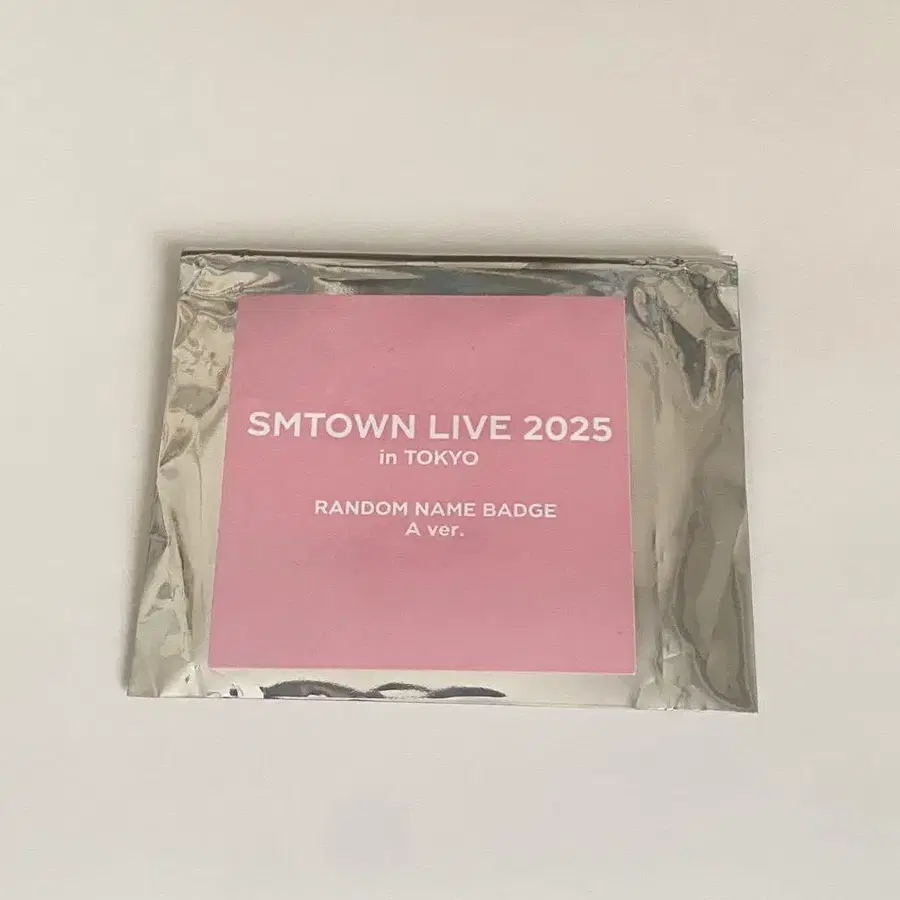 SMTOWN LIVE 2025
in TOKYO
RANDOM NAME BADGE
A ver.